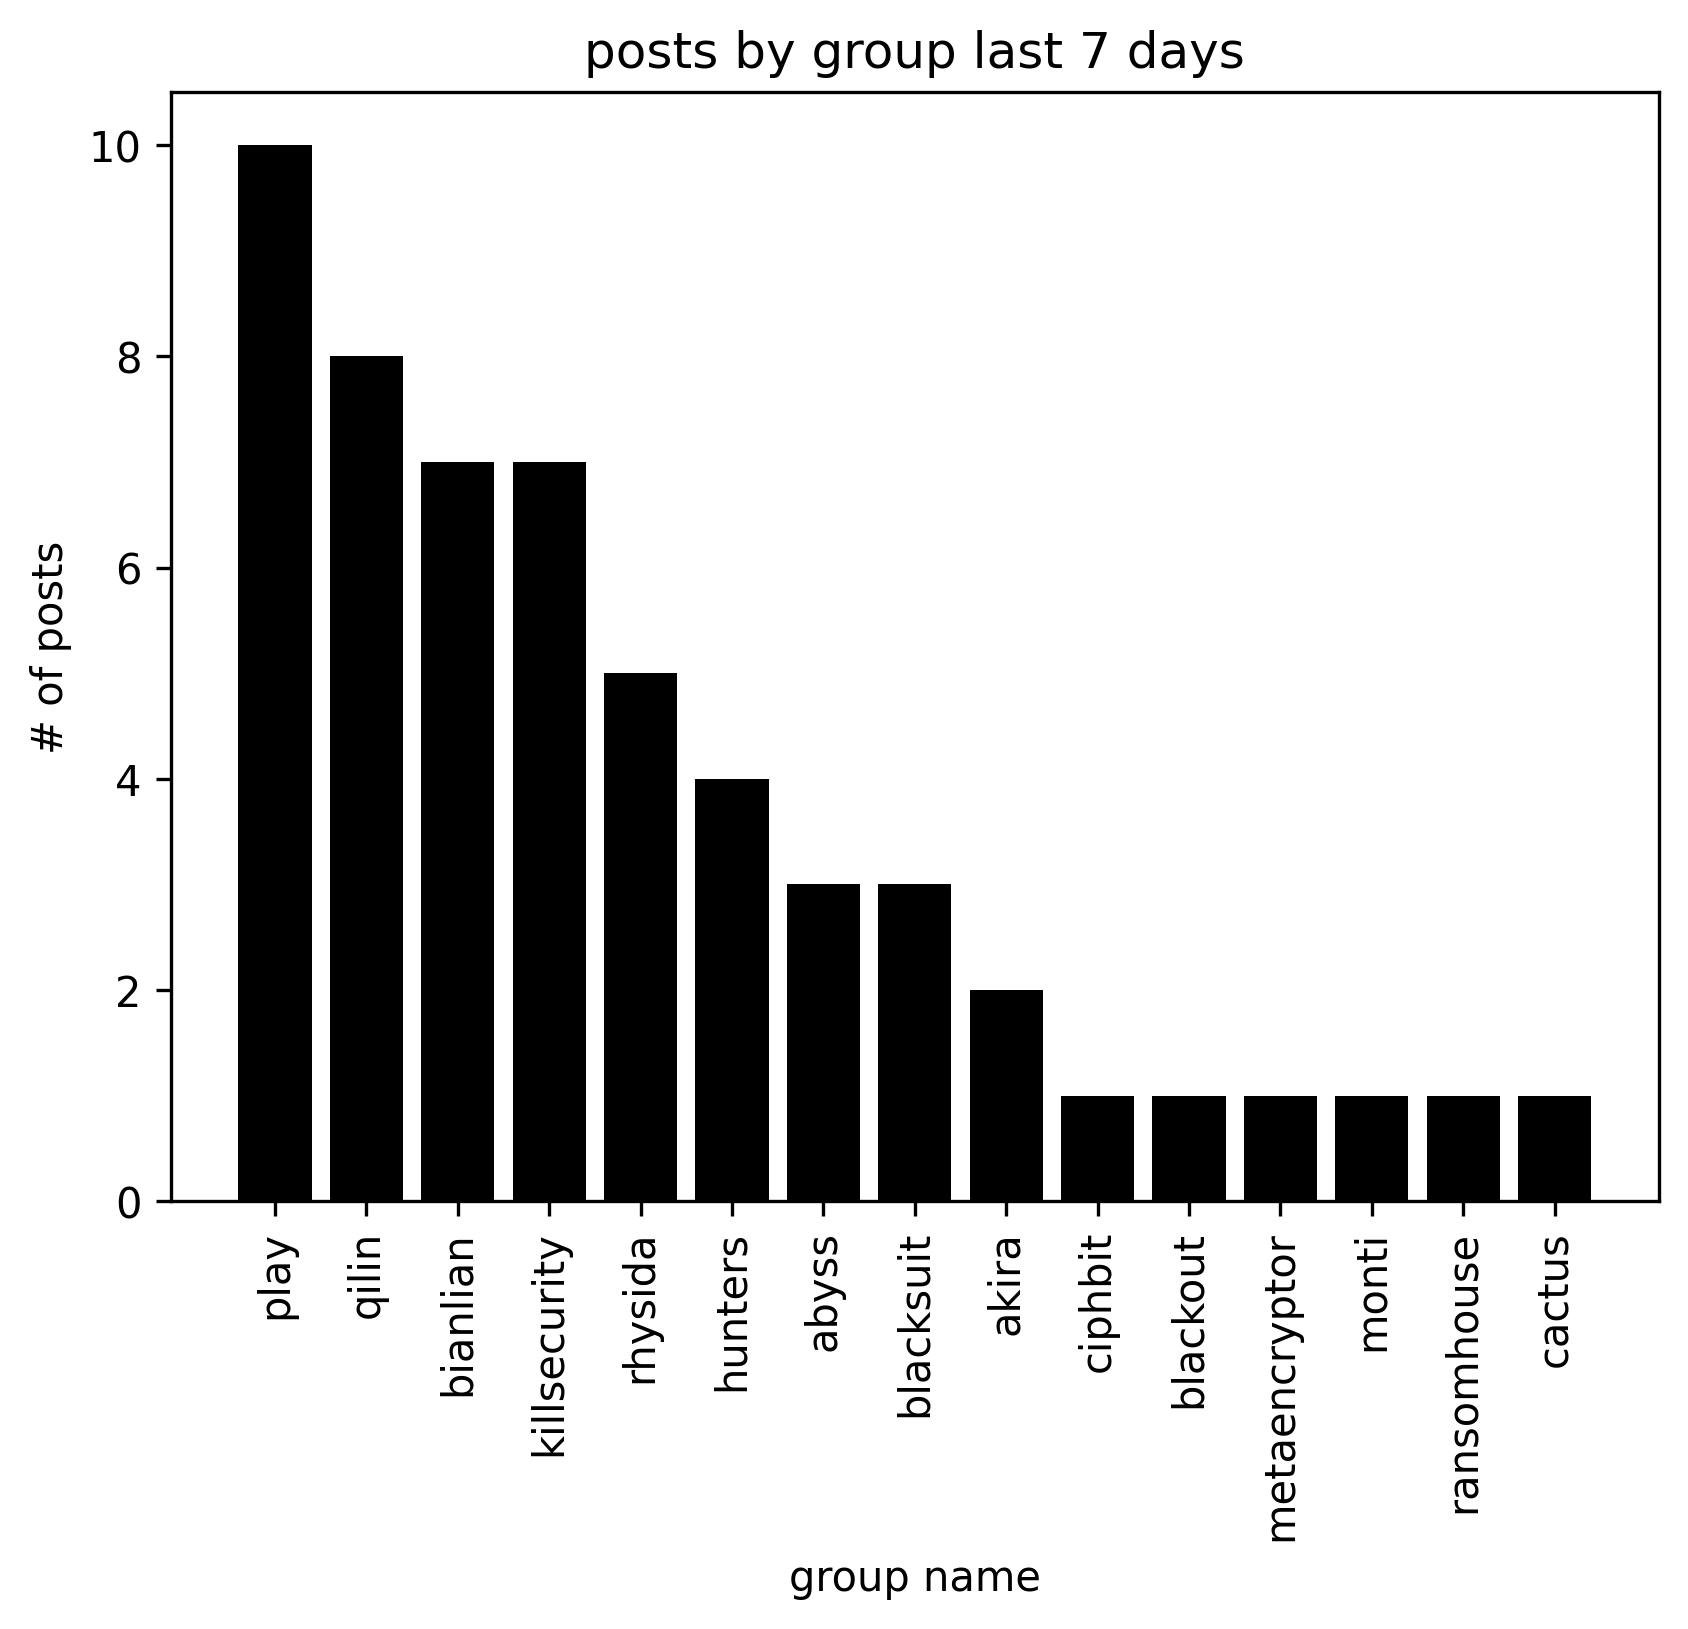 posts by group last 7 days
# of posts
10
8
6
4
2
0
play
qilin
bianlian
killsecurity
rhysida
hunters
abyss
blacksuit
akira
ciphbit
blackout
metaencryptor
monti
ransomhouse
cactus
group name